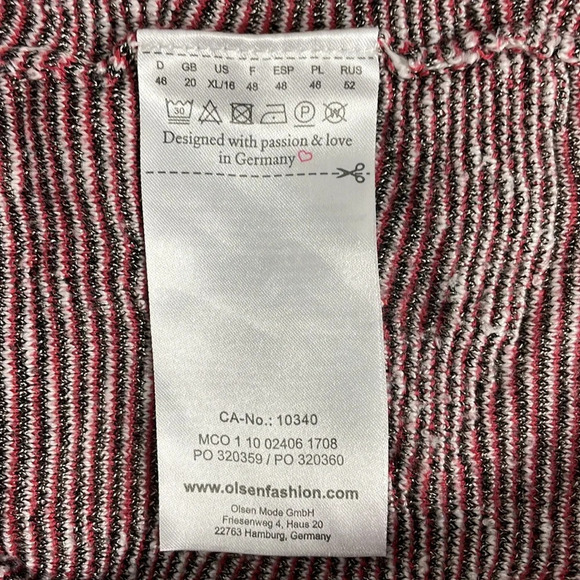 D GB US F ESP PL RUS
46 20 XL/16 48 48 46 52
30 P W
Designed with passion & love
in Germany
CA-No.: 10340
MCO 1 10 02406 1708
PO 320359 / PO 320360
www.olsenfashion.com
Olsen Mode GmbH
Friesenweg 4, Haus 20
22763 Hamburg, Germany